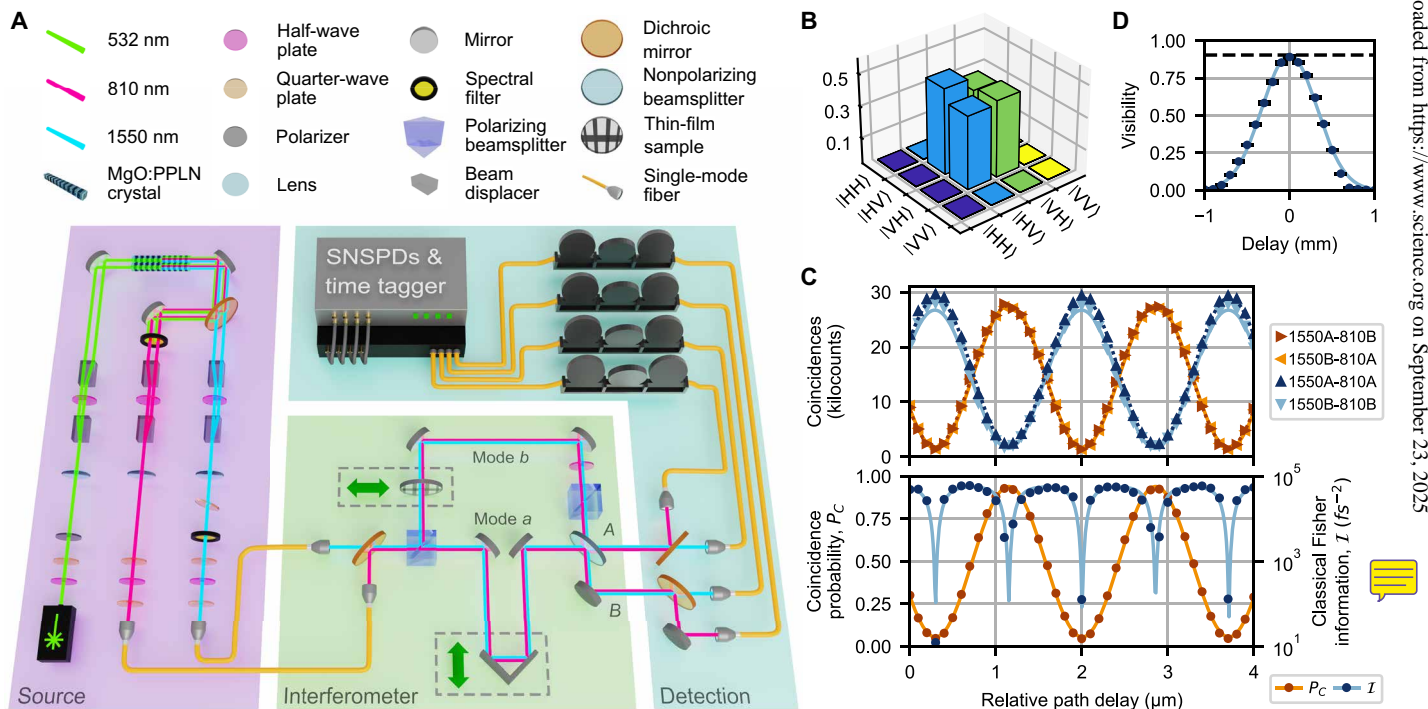 A
532 nm
810 nm
1550 nm
MgO:PPLN
crystal
Half-wave
plate
Quarter-wave
plate
Polarizer
Lens
Mirror
Spectral
filter
Polarizing
beamsplitter
Beam
displacer
Dichroic
mirror
Nonpolarizing
beamsplitter
Thin-film
sample
Single-mode
fiber
SNSPDs &
time tagger
Mode b
Mode a
A
B
Source
Interferometer
Detection
B
0.5
0.3
0.1
|HH⟩
|HV⟩
|VH⟩
|VV⟩
|HH⟩
|HV⟩
|VH⟩
|VV⟩
D
1.00
0.75
0.50
0.25
0.00
Visibility
−1
0
1
Delay (mm)
C
30
20
10
0
Coincidences
(kilocounts)
1550A-810B
1550B-810A
1550A-810A
1550B-810B
1.00
0.75
0.50
0.25
0.00
Coincidence
probability, P_C
10⁵
10³
10¹
Classical Fisher
information, ℐ (fs⁻²)
0
1
2
3
4
Relative path delay (μm)
P_C
ℐ
oaded from https://www.science.org on September 23, 2025